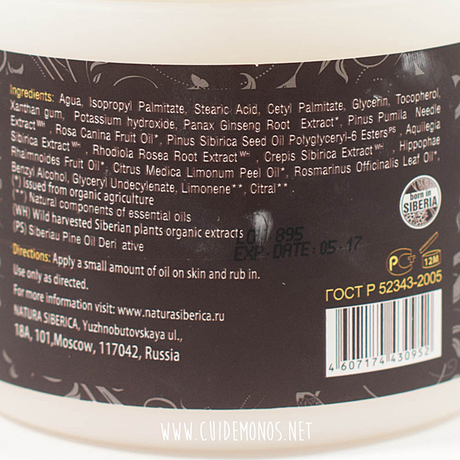 Ingredients: Aqua, Isopropyl Palmitate, Stearic Acid, Cetyl Palmitate, Glycerin, Tocopherol,
Xanthan gum, Potassium hydroxide, Panax Ginseng Root Extract*, Pinus Pumila Needle
Extract WH, Rosa Canina Fruit Oil*, Pinus Sibirica Seed Oil Polyglyceryl-6 Esters PS, Aquilegia
Sibirica Extract WH, Rhodiola Rosea Root Extract WH, Crepis Sibirica Extract WH, Hippophae
Rhaimnoides Fruit Oil*, Citrus Medica Limonum Peel Oil*, Rosmarinus Officinalis Leaf Oil*,
Benzyl Alcohol, Glyceryl Undecylenate, Limonene**, Citral**.
(*) Issued from organic agriculture
(**) Natural components of essential oils
(WH) Wild harvested Siberian plants organic extracts
(PS) Siberiau Pine Oil Deri ative
LO 895
EXP. DATE: 05.17
Directions: Apply a small amount of oil on skin and rub in.
Use only as directed.
For more information visit: www.naturasiberica.ru
NATURA SIBERICA, Yuzhnobutovskaya ul.,
18A, 101, Moscow, 117042, Russia
born in
SIBERIA
12M
ГОСТ Р 52343-2005
4 607174 430952
WWW.CUIDEMONOS.NET